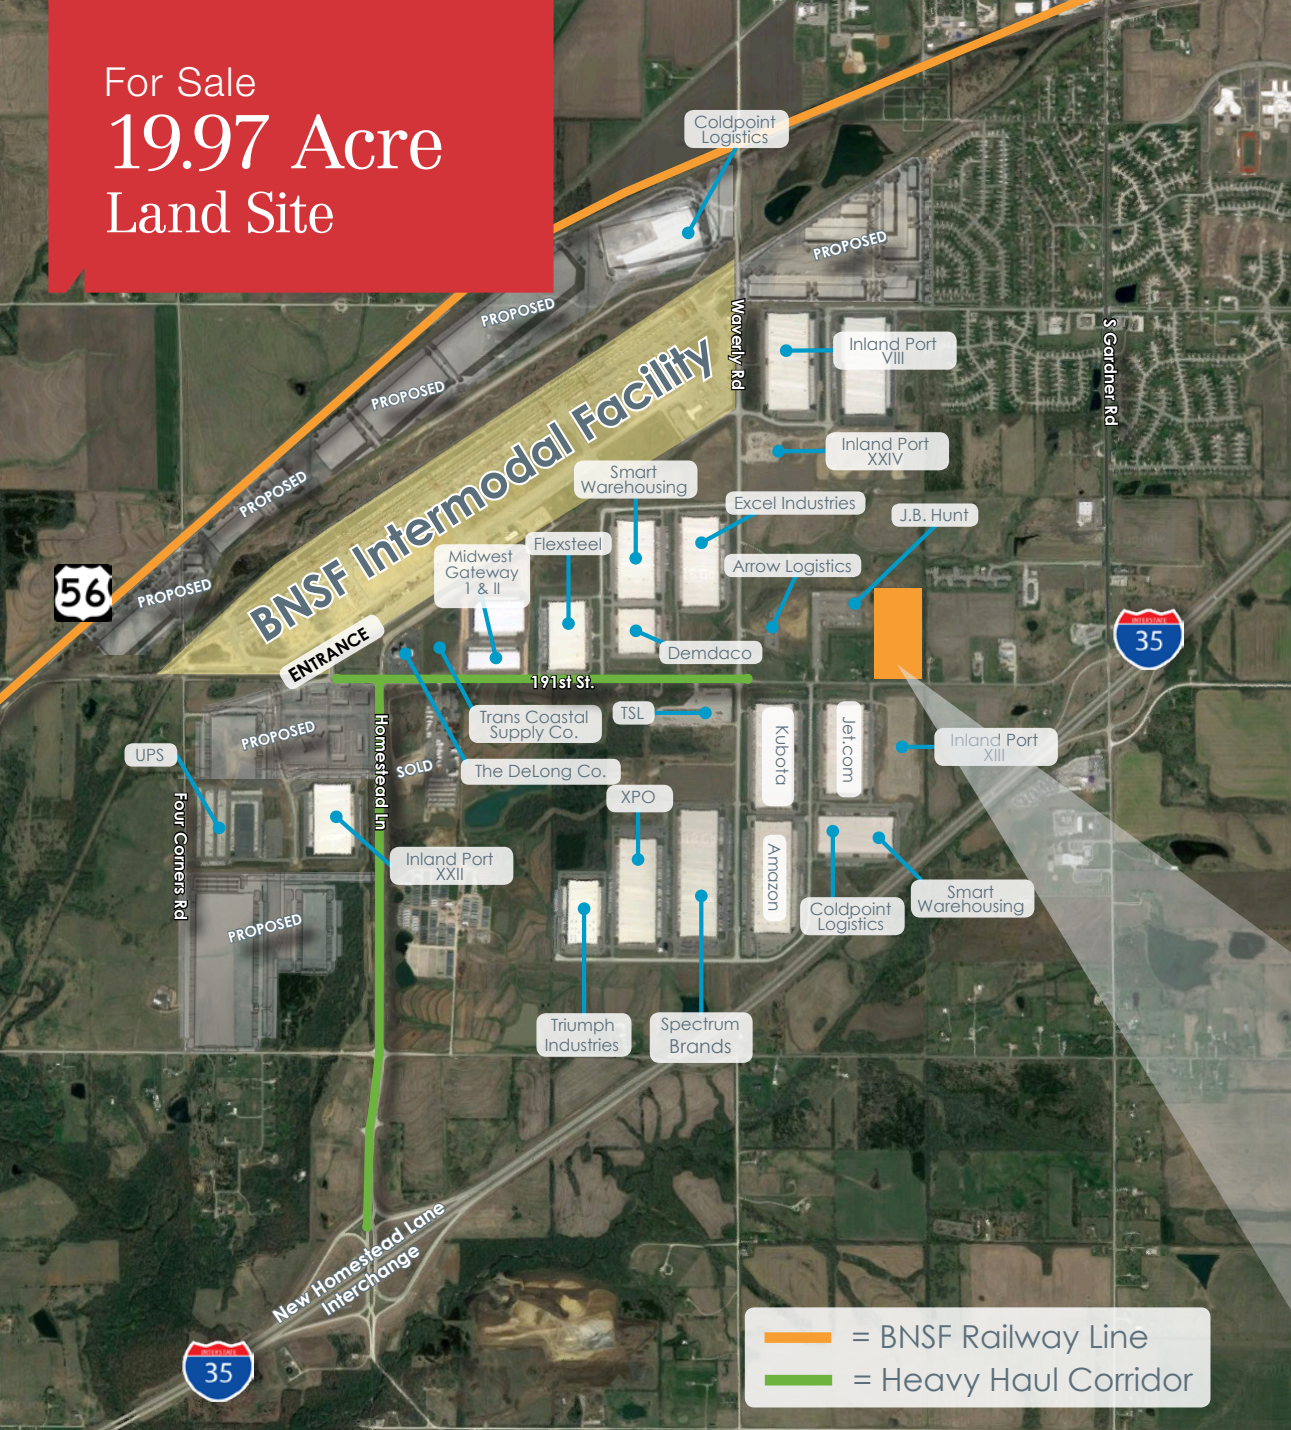 For Sale
19.97 Acre
Land Site
Coldpoint
Logistics
PROPOSED
PROPOSED
Waverly Rd
S Gardner Rd
Inland Port
VIII
BNSF Intermodal Facility
PROPOSED
Inland Port
XXIV
Smart
Warehousing
PROPOSED
Excel Industries
J.B. Hunt
Flexsteel
Midwest
Gateway
1 & II
Arrow Logistics
56
PROPOSED
INTERSTATE
35
ENTRANCE
Demdaco
191st St.
Trans Coastal
Supply Co.
TSL
Kubota
Jet.com
Inland Port
XIII
PROPOSED
Homestead Ln
UPS
SOLD
The DeLong Co.
XPO
Four Corners Rd
Inland Port
XXII
Amazon
Smart
Warehousing
Coldpoint
Logistics
PROPOSED
Triumph
Industries
Spectrum
Brands
New Homestead Lane
Interchange
INTERSTATE
35
= BNSF Railway Line
= Heavy Haul Corridor